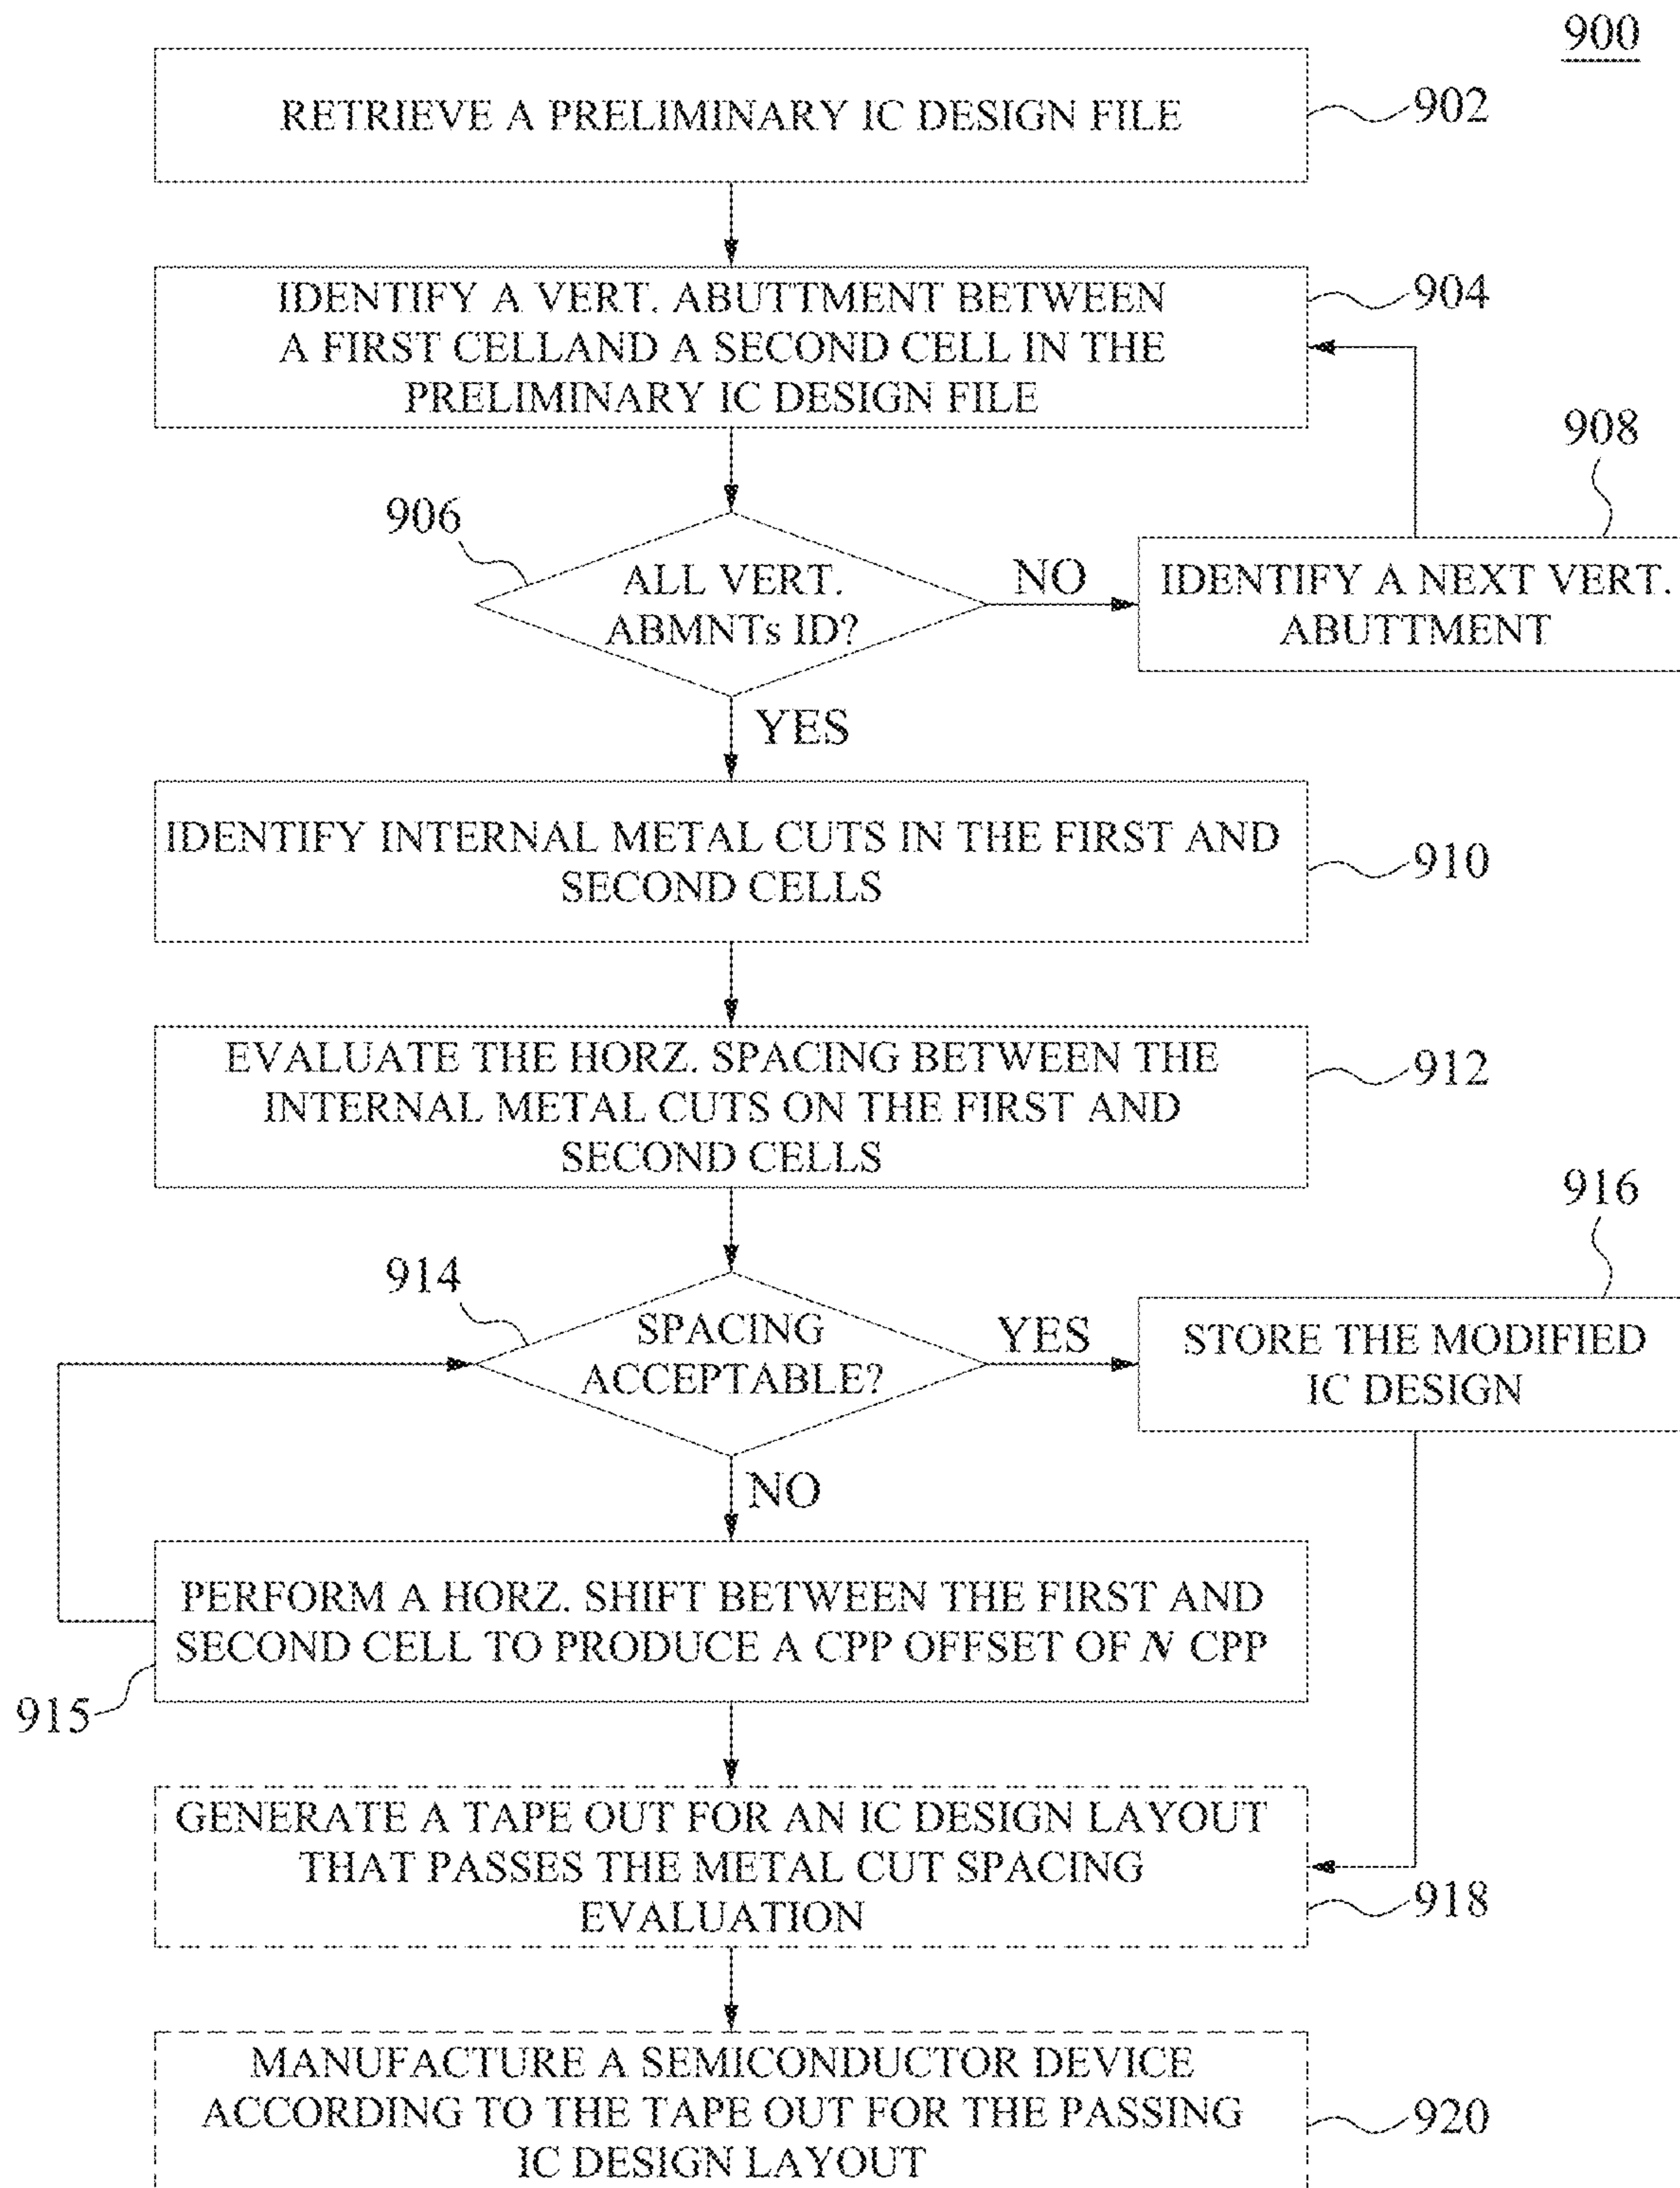 900
RETRIEVE A PRELIMINARY IC DESIGN FILE
902
IDENTIFY A VERT. ABUTTMENT BETWEEN
A FIRST CELLAND A SECOND CELL IN THE
PRELIMINARY IC DESIGN FILE
904
908
906
ALL VERT.
ABMNTs ID?
NO
IDENTIFY A NEXT VERT.
ABUTTMENT
YES
IDENTIFY INTERNAL METAL CUTS IN THE FIRST AND
SECOND CELLS
910
EVALUATE THE HORZ. SPACING BETWEEN THE
INTERNAL METAL CUTS ON THE FIRST AND
SECOND CELLS
912
916
914
SPACING
ACCEPTABLE?
YES
STORE THE MODIFIED
IC DESIGN
NO
PERFORM A HORZ. SHIFT BETWEEN THE FIRST AND
SECOND CELL TO PRODUCE A CPP OFFSET OF N CPP
915
GENERATE A TAPE OUT FOR AN IC DESIGN LAYOUT
THAT PASSES THE METAL CUT SPACING
EVALUATION
918
MANUFACTURE A SEMICONDUCTOR DEVICE
ACCORDING TO THE TAPE OUT FOR THE PASSING
IC DESIGN LAYOUT
920